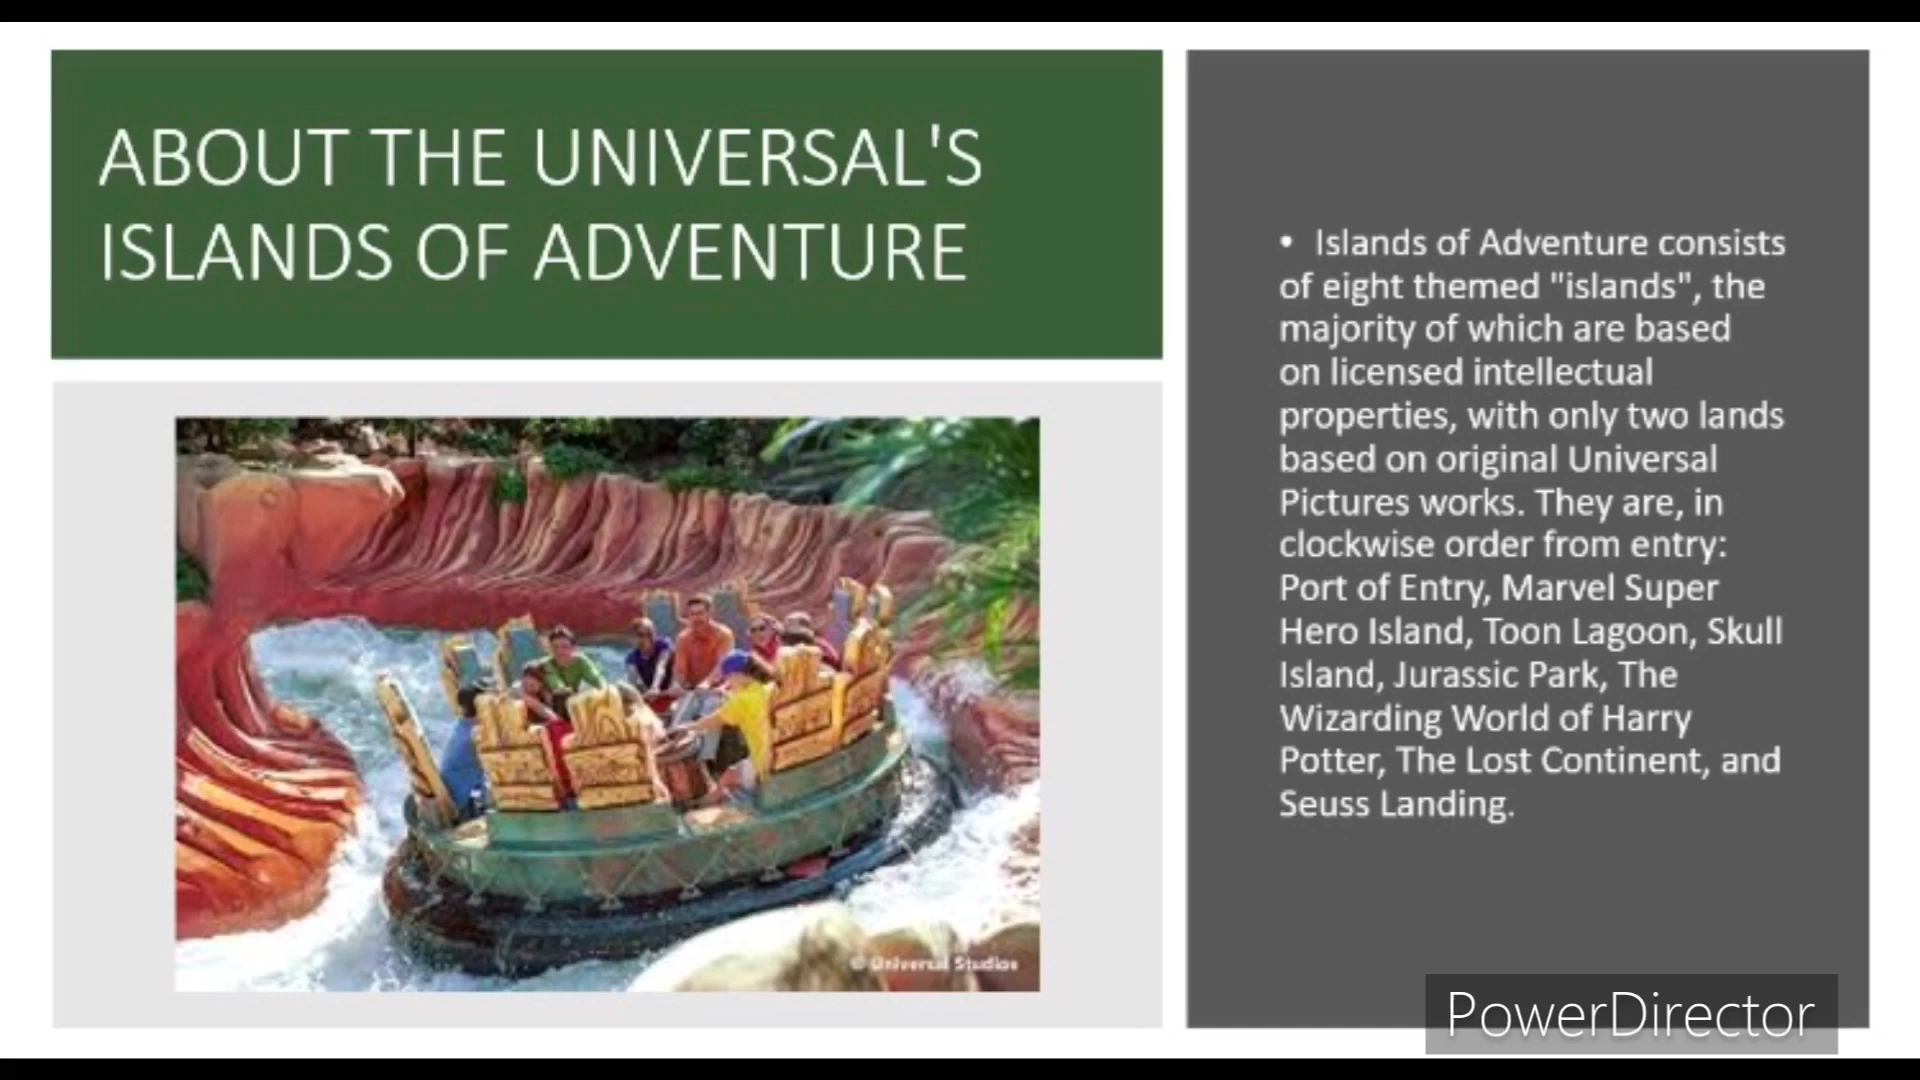 ABOUT THE UNIVERSAL'S
ISLANDS OF ADVENTURE
• Islands of Adventure consists
of eight themed "islands", the
majority of which are based
on licensed intellectual
properties, with only two lands
based on original Universal
Pictures works. They are, in
clockwise order from entry:
Port of Entry, Marvel Super
Hero Island, Toon Lagoon, Skull
Island, Jurassic Park, The
Wizarding World of Harry
Potter, The Lost Continent, and
Seuss Landing.
© Universal Studios
PowerDirector